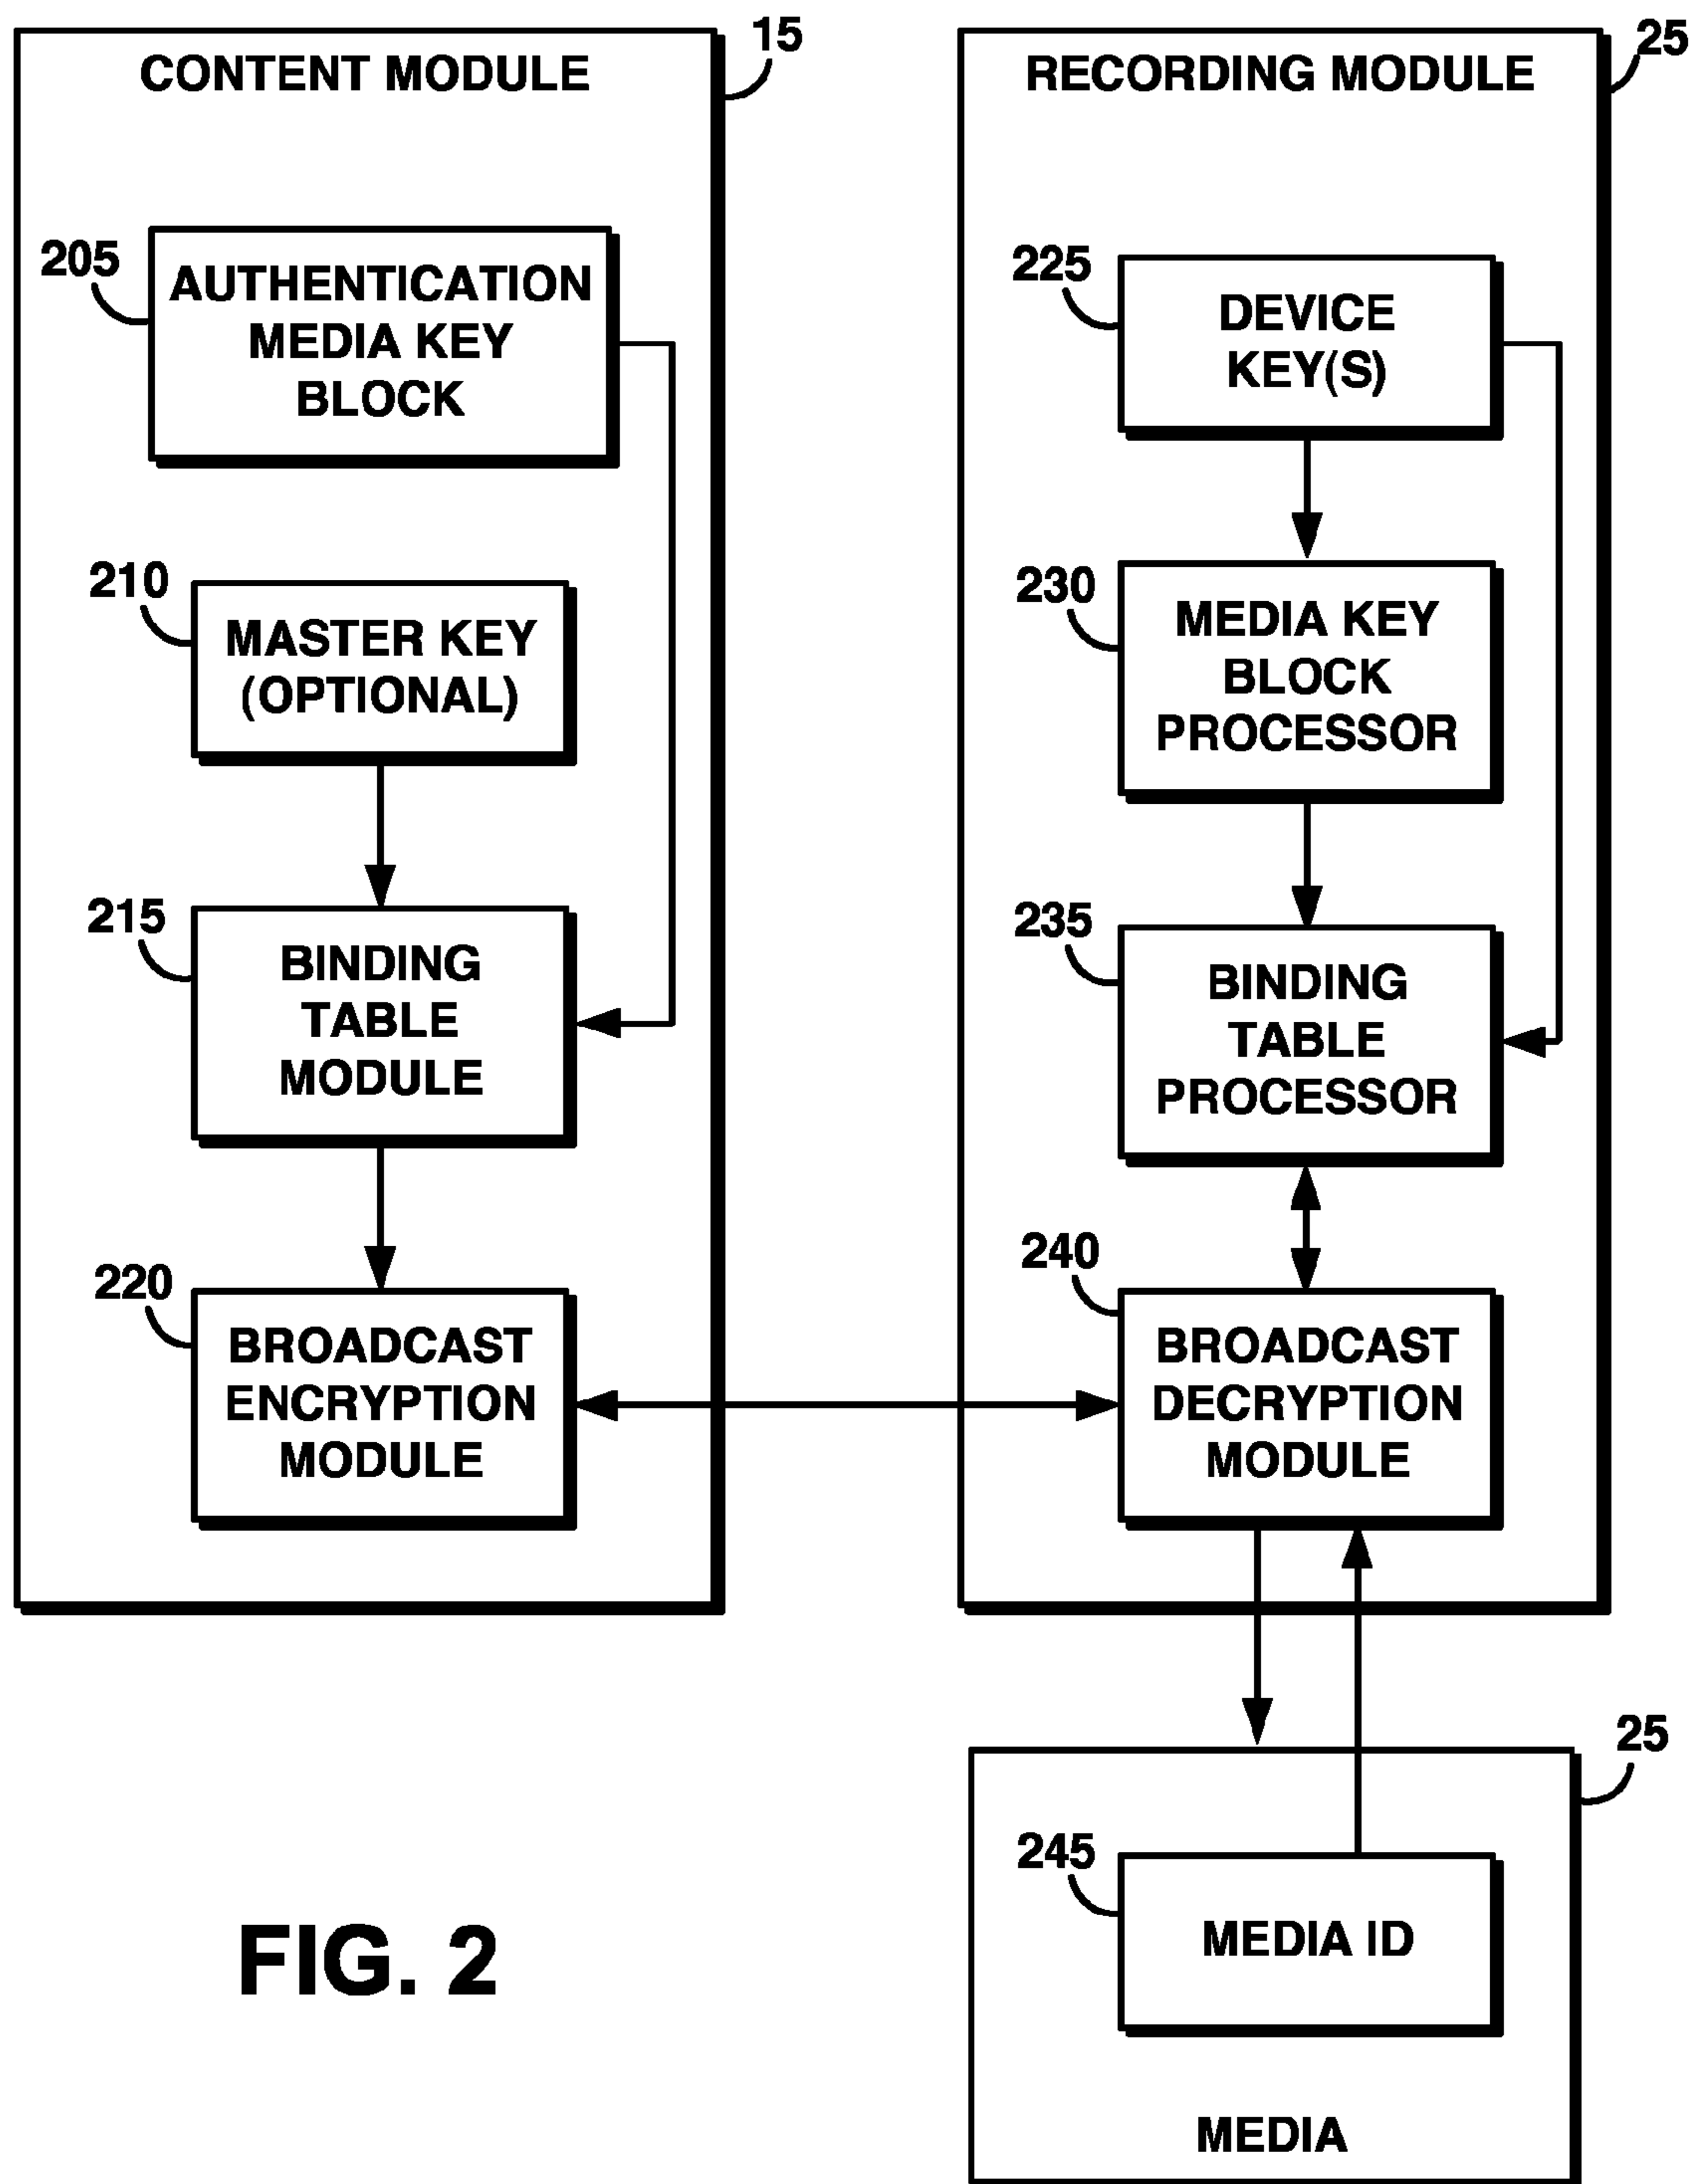 CONTENT MODULE
15
205
AUTHENTICATION
MEDIA KEY
BLOCK
210
MASTER KEY
(OPTIONAL)
215
BINDING
TABLE
MODULE
220
BROADCAST
ENCRYPTION
MODULE
RECORDING MODULE
25
225
DEVICE
KEY(S)
230
MEDIA KEY
BLOCK
PROCESSOR
235
BINDING
TABLE
PROCESSOR
240
BROADCAST
DECRYPTION
MODULE
25
245
MEDIA ID
MEDIA
FIG. 2